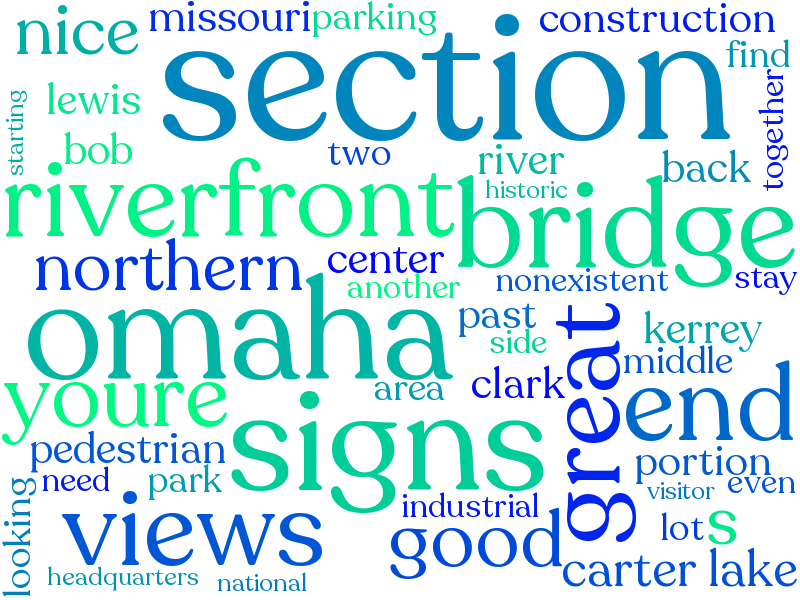 nice
missouri
parking
construction
section
find
lewis
together
starting
bob
two
river
back
riverfront
historic
bridge
northern
center
another
nonexistent
stay
omaha
past
side
great
kerrey
middle
youre
area
clark
end
signs
pedestrian
portion
need
park
looking
views
industrial
visitor
even
good
lot
s
carter lake
headquarters
national